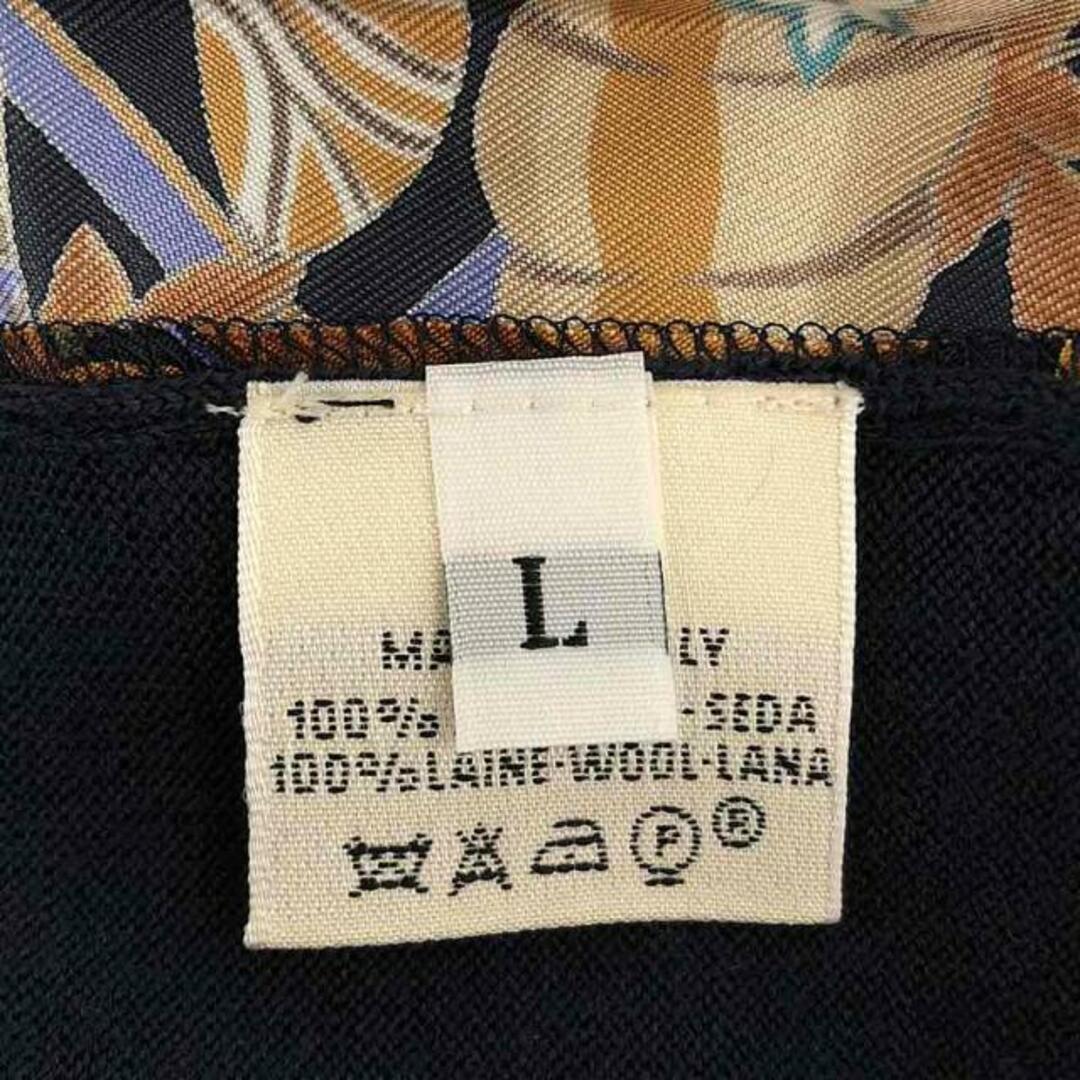 L
MA LY
100% -SEDA
100% LAINE·WOOL·LANA
P ®